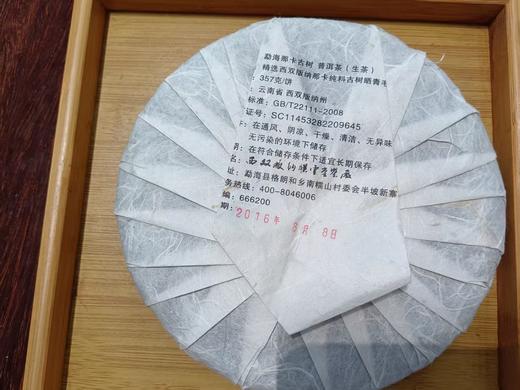 勐海那卡古树 普洱茶（生茶）
精选西双版纳那卡纯料古树晒青毛
：357克/饼
：云南省 西双版纳州
标准：GB/T22111-2008
证号：SC11453282209645
：在通风、阴凉、干燥、清洁、无异味
无污染的环境下储存
：在符合储存条件下适宜长期保存
名：西双版
址：勐海县格朗和乡南糯山村委会半坡新寨
务热线：400-8046006
编：666200
期：2016年 8月 8日